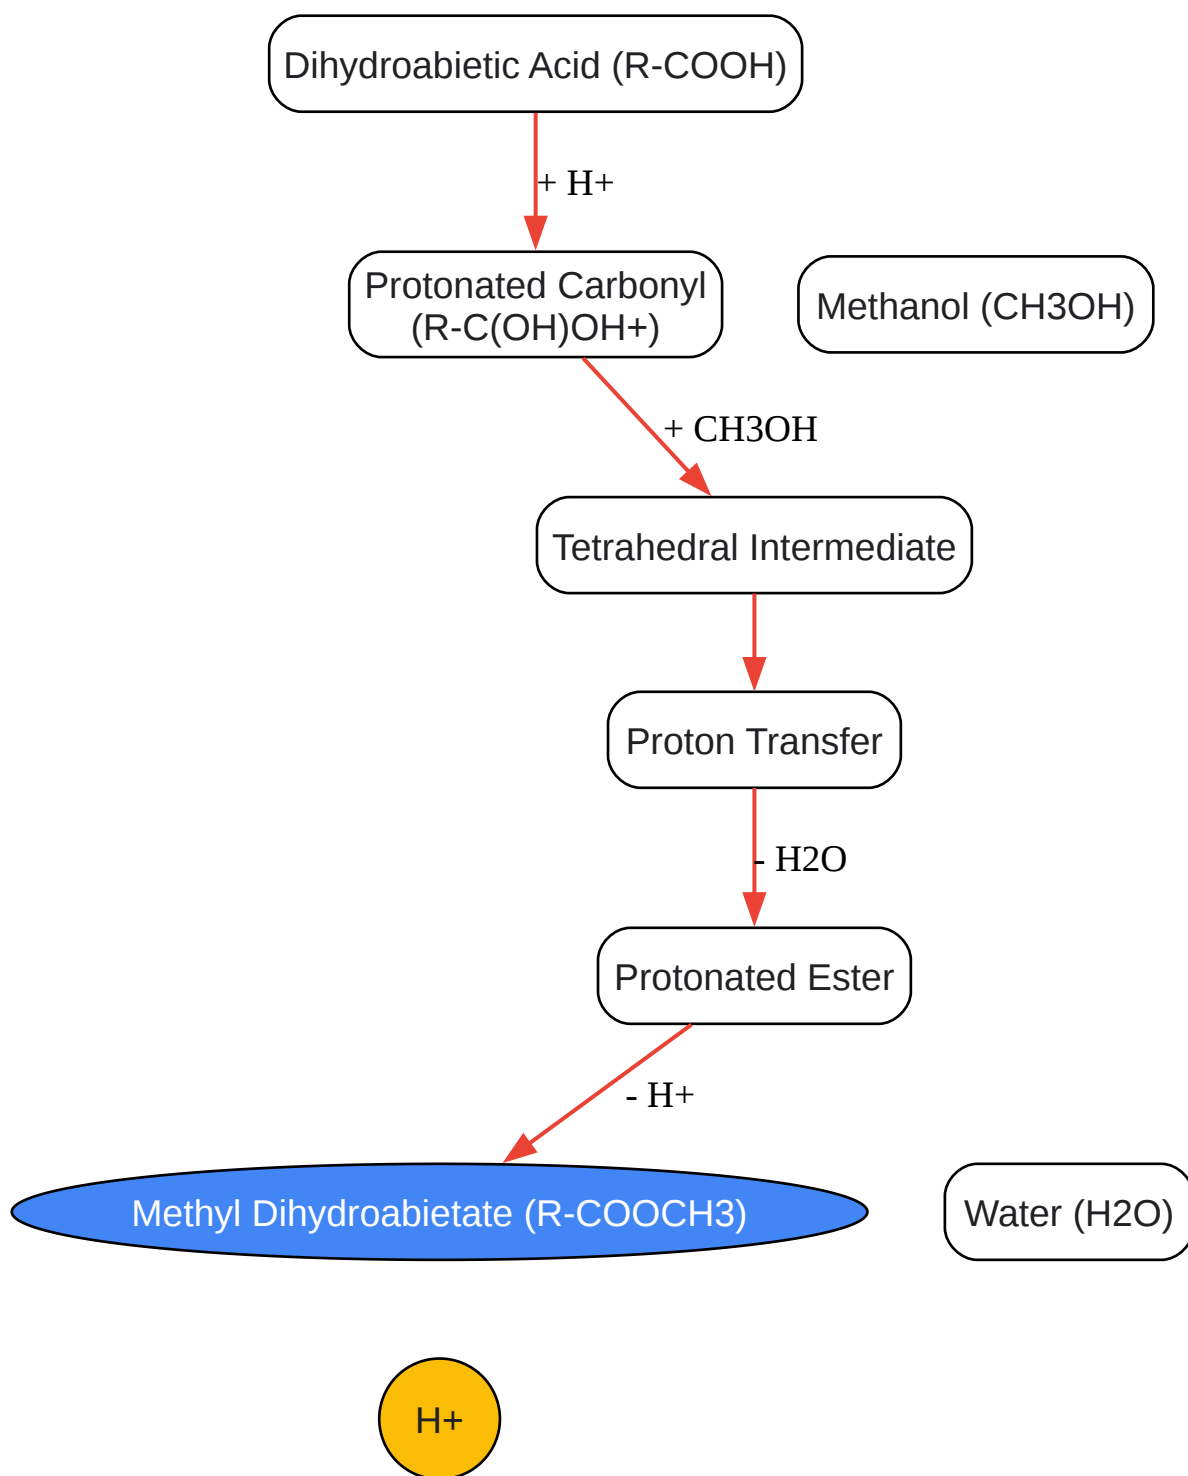 Dihydroabietic Acid (R-COOH)
+ H+
Protonated Carbonyl
(R-C(OH)OH+)
Methanol (CH3OH)
+ CH3OH
Tetrahedral Intermediate
Proton Transfer
- H2O
Protonated Ester
- H+
Methyl Dihydroabietate (R-COOCH3)
Water (H2O)
H+